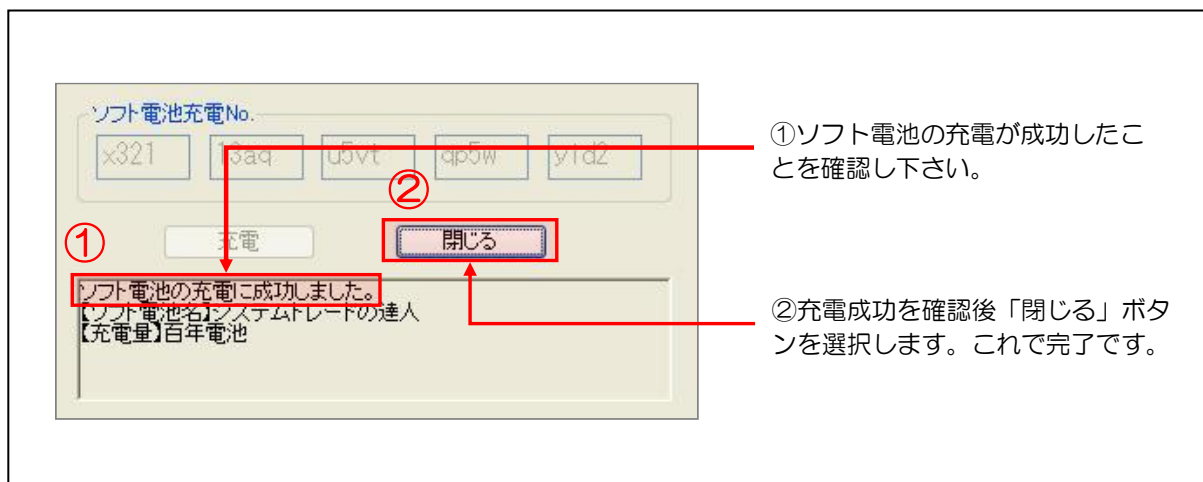 ソフト電池充電No.
x321 13aq u5vt qp5w y1d2
②
①
充電 閉じる
ソフト電池の充電に成功しました。
【ソフト電池名】システムトレードの達人
【充電量】百年電池
①ソフト電池の充電が成功したこ
とを確認し下さい。
②充電成功を確認後「閉じる」ボタ
ンを選択します。これで完了です。